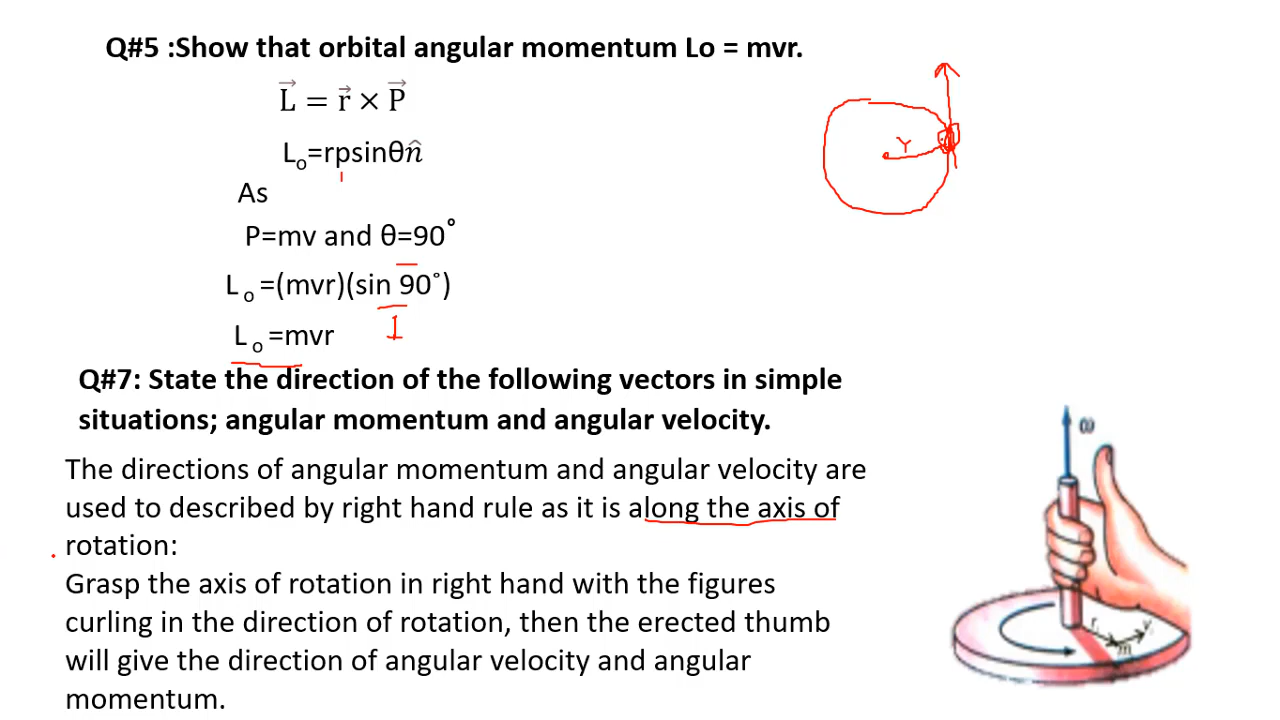 Q#5 :Show that orbital angular momentum Lo = mvr.
L⃗ = r⃗ × P⃗
Lₒ=rpsinθn̂
As
P=mv and θ=90°
Lₒ =(mvr)(sin 90°)
Lₒ =mvr
1
r
Q#7: State the direction of the following vectors in simple
situations; angular momentum and angular velocity.
The directions of angular momentum and angular velocity are
used to described by right hand rule as it is along the axis of
rotation:
Grasp the axis of rotation in right hand with the figures
curling in the direction of rotation, then the erected thumb
will give the direction of angular velocity and angular
momentum.
ω
r
v
m